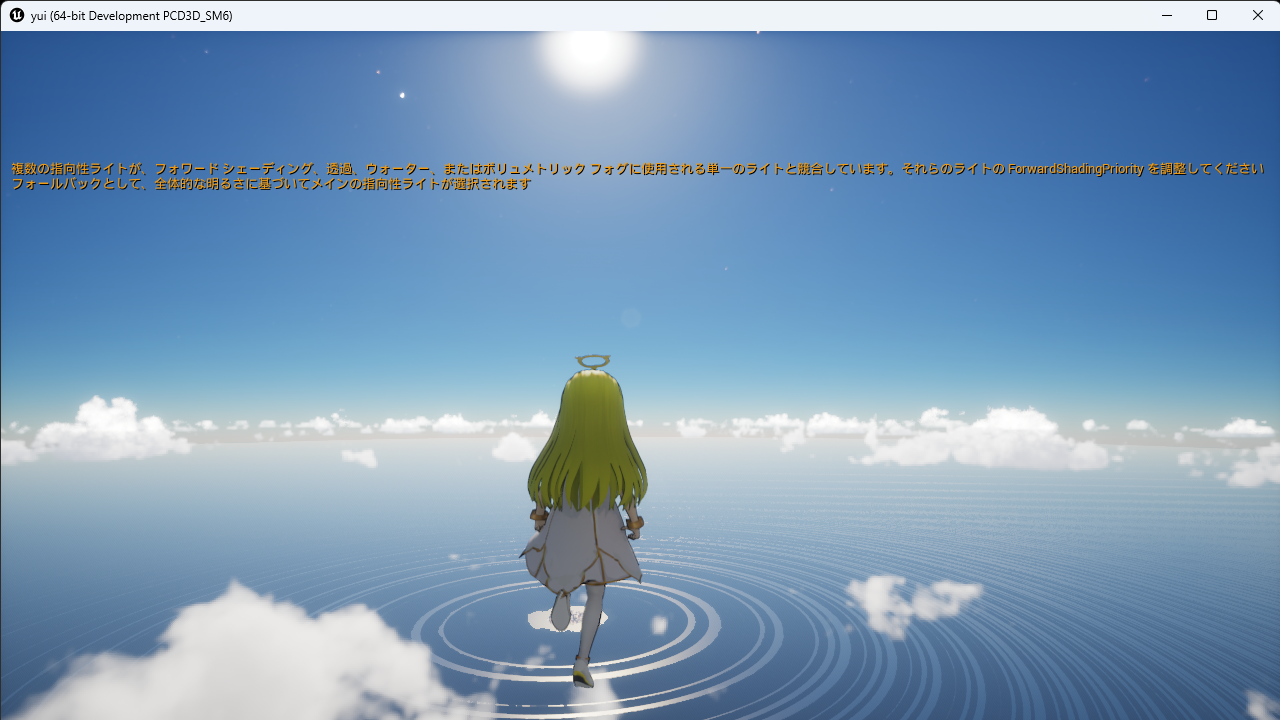 yui (64-bit Development PCD3D_SM6)
複数の指向性ライトが、フォワード シェーディング、透過、ウォーター、またはボリュメトリック フォグに使用される単一のライトと競合しています。それらのライトの ForwardShadingPriority を調整してください
フォールバックとして、全体的な明るさに基づいてメインの指向性ライトが選択されます